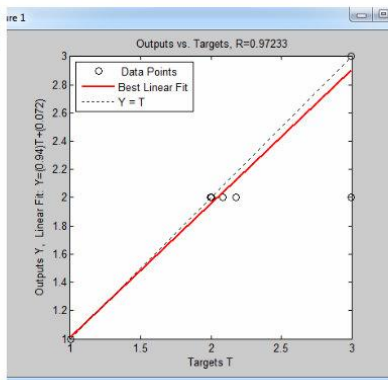 ure 1
Outputs vs. Targets, R=0.97233
Data Points
Best Linear Fit
Y = T
Outputs Y, Linear Fit: Y=(0.94)T+(0.072)
3
2.8
2.6
2.4
2.2
2
1.8
1.6
1.4
1.2
1
1
1.5
2
2.5
3
Targets T